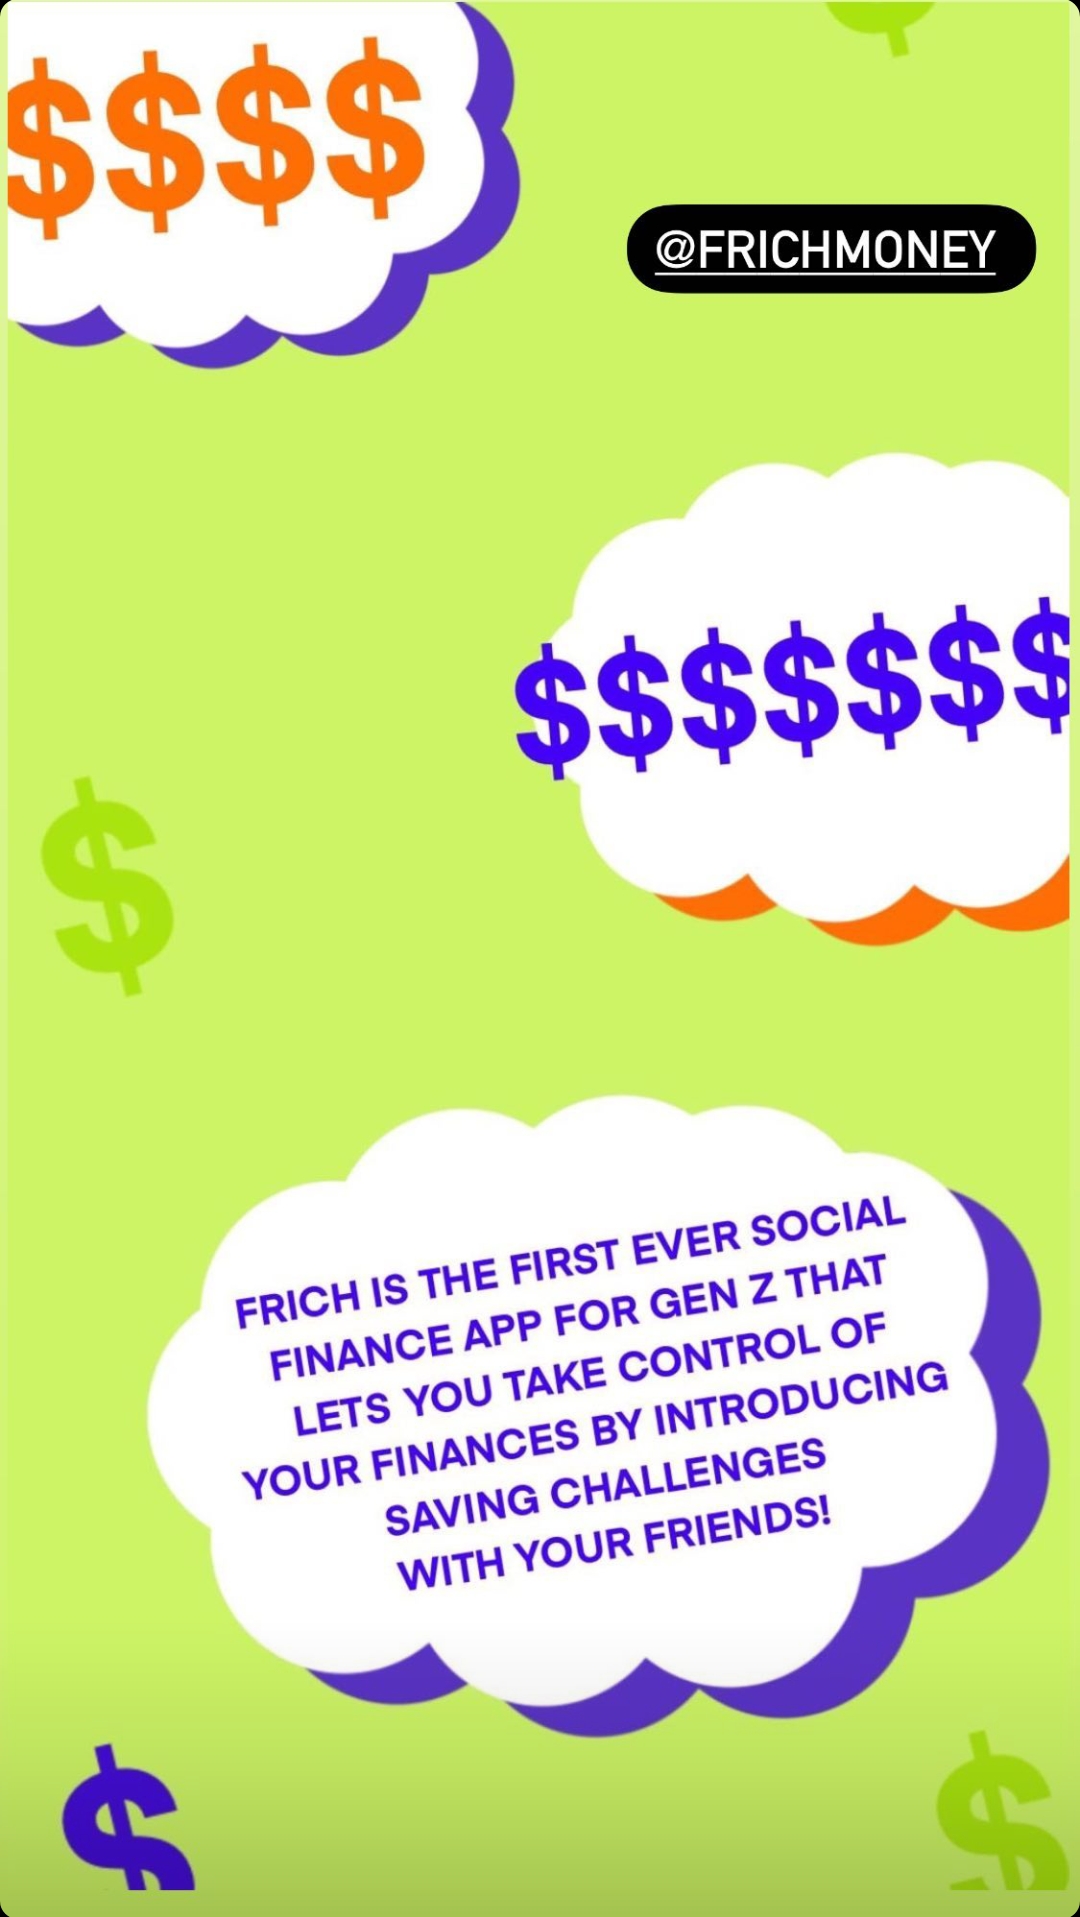 $$$$
@FRICHMONEY
$$$$$$$
$
FRICH IS THE FIRST EVER SOCIAL
FINANCE APP FOR GEN Z THAT
LETS YOU TAKE CONTROL OF
YOUR FINANCES BY INTRODUCING
SAVING CHALLENGES
WITH YOUR FRIENDS!
$
$